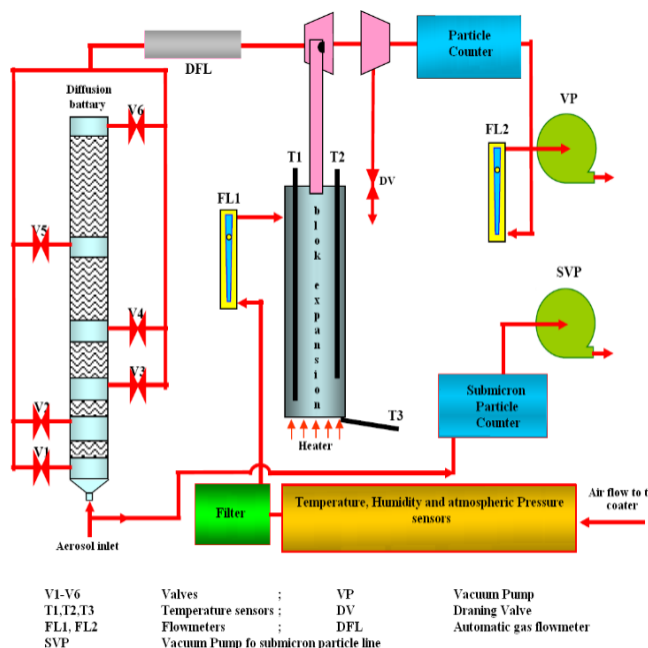 Particle
Counter
DFL
VP
Diffusion
battary
V6
FL2
T1
T2
DV
FL1
V5
blok expansion
SVP
V4
V3
Submicron
Particle
Counter
T3
V2
Heater
V1
Temperature, Humidity and atmospheric Pressure
sensors
Filter
Air flow to t
coater
Aerosol inlet
V1-V6 Valves ; VP Vacuum Pump
T1,T2,T3 Temperature sensors ; DV Draning Valve
FL1, FL2 Flowmeters ; DFL Automatic gas flowmeter
SVP Vacuum Pump fo submicron particle line